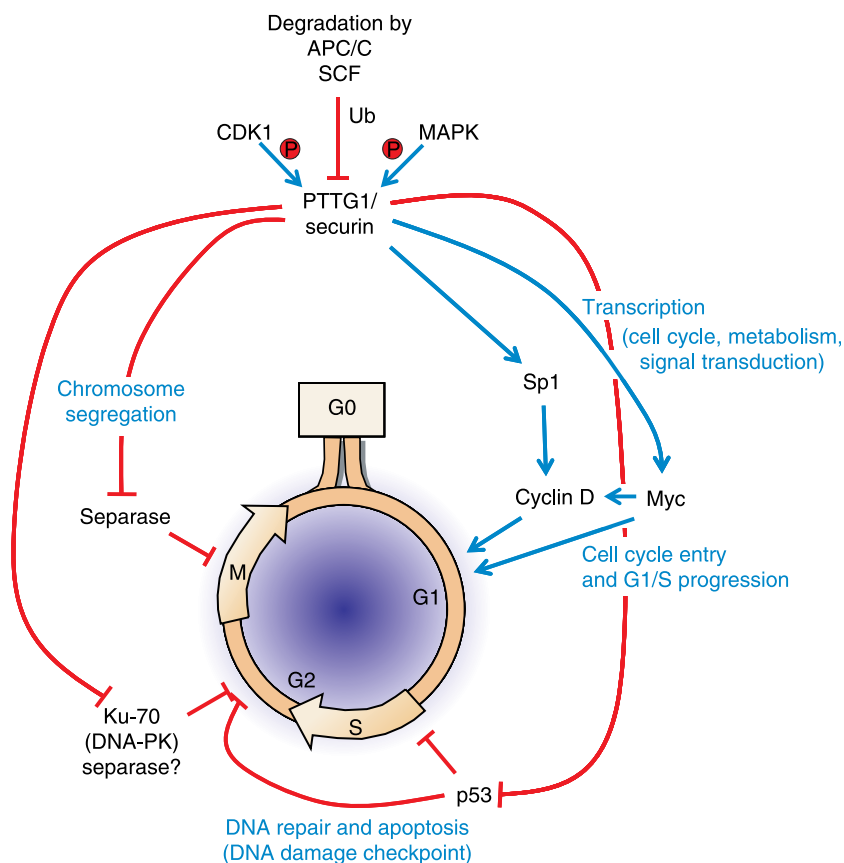 Degradation by
APC/C
SCF
Ub
CDK1
P
P
MAPK
PTTG1/
securin
Transcription
(cell cycle, metabolism,
signal transduction)
Chromosome
segregation
Sp1
G0
Separase
Cyclin D
Myc
Cell cycle entry
and G1/S progression
M
G1
G2
S
Ku-70
(DNA-PK)
separase?
p53
DNA repair and apoptosis
(DNA damage checkpoint)